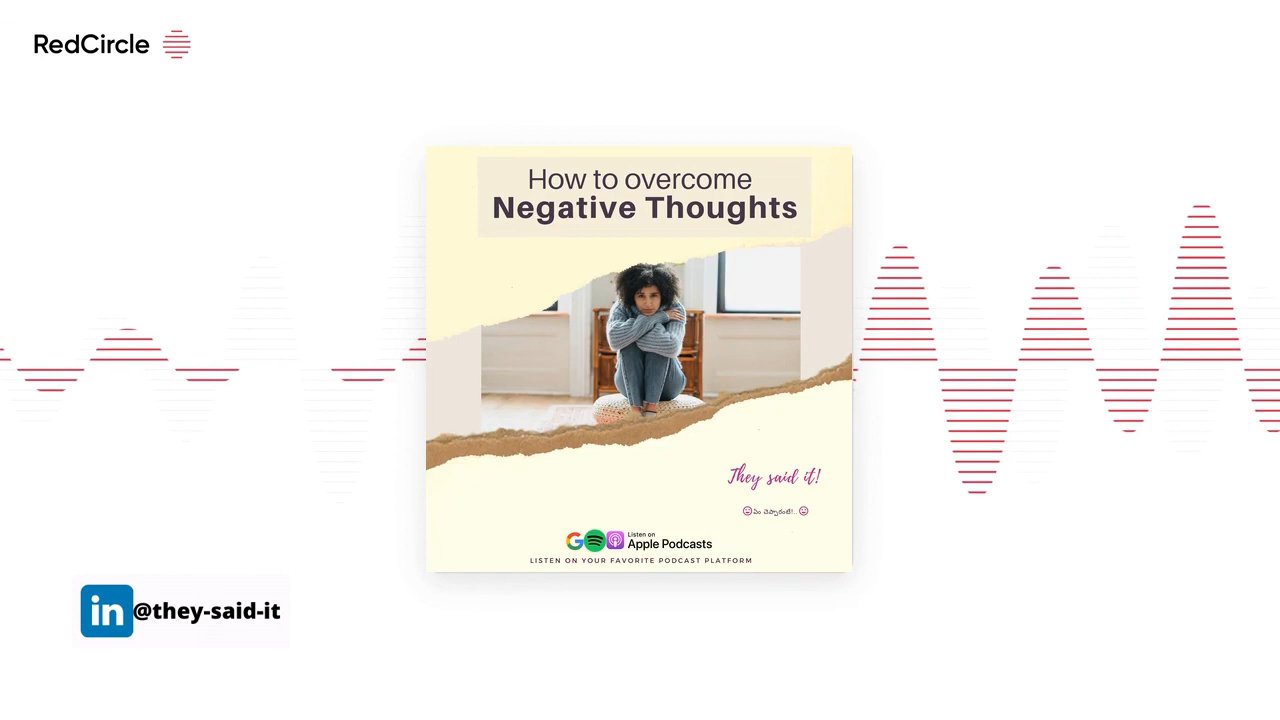 RedCircle
How to overcome
Negative Thoughts
They said it!
ఏం చెప్పారంటే!..
Listen on
Apple Podcasts
LISTEN ON YOUR FAVORITE PODCAST PLATFORM
in @they-said-it